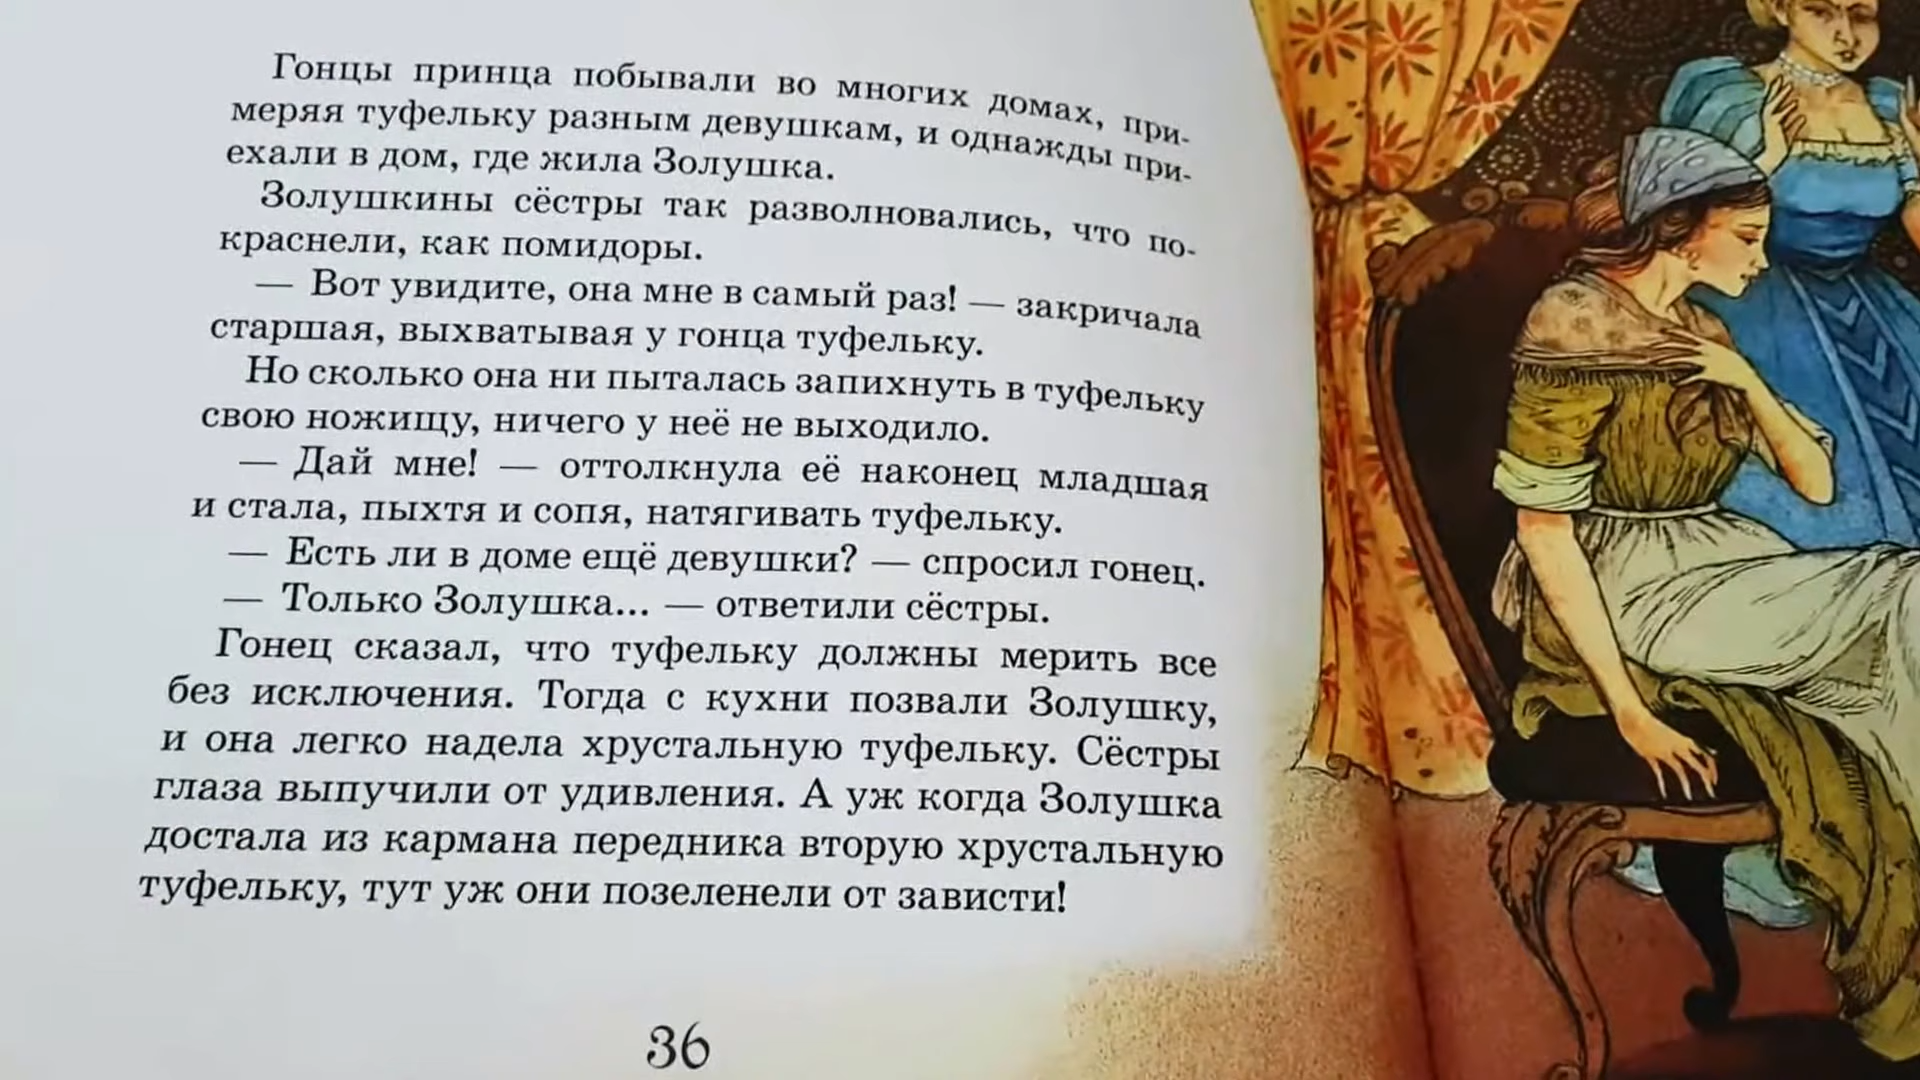 Гонцы принца побывали во многих домах, при-
меряя туфельку разным девушкам, и однажды при-
ехали в дом, где жила Золушка.
Золушкины сёстры так разволновались, что по-
краснели, как помидоры.
— Вот увидите, она мне в самый раз! — закричала
старшая, выхватывая у гонца туфельку.
Но сколько она ни пыталась запихнуть в туфельку
свою ножищу, ничего у неё не выходило.
— Дай мне! — оттолкнула её наконец младшая
и стала, пыхтя и сопя, натягивать туфельку.
— Есть ли в доме ещё девушки? — спросил гонец.
— Только Золушка... — ответили сёстры.
Гонец сказал, что туфельку должны мерить все
без исключения. Тогда с кухни позвали Золушку,
и она легко надела хрустальную туфельку. Сёстры
глаза выпучили от удивления. А уж когда Золушка
достала из кармана передника вторую хрустальную
туфельку, тут уж они позеленели от зависти!
36